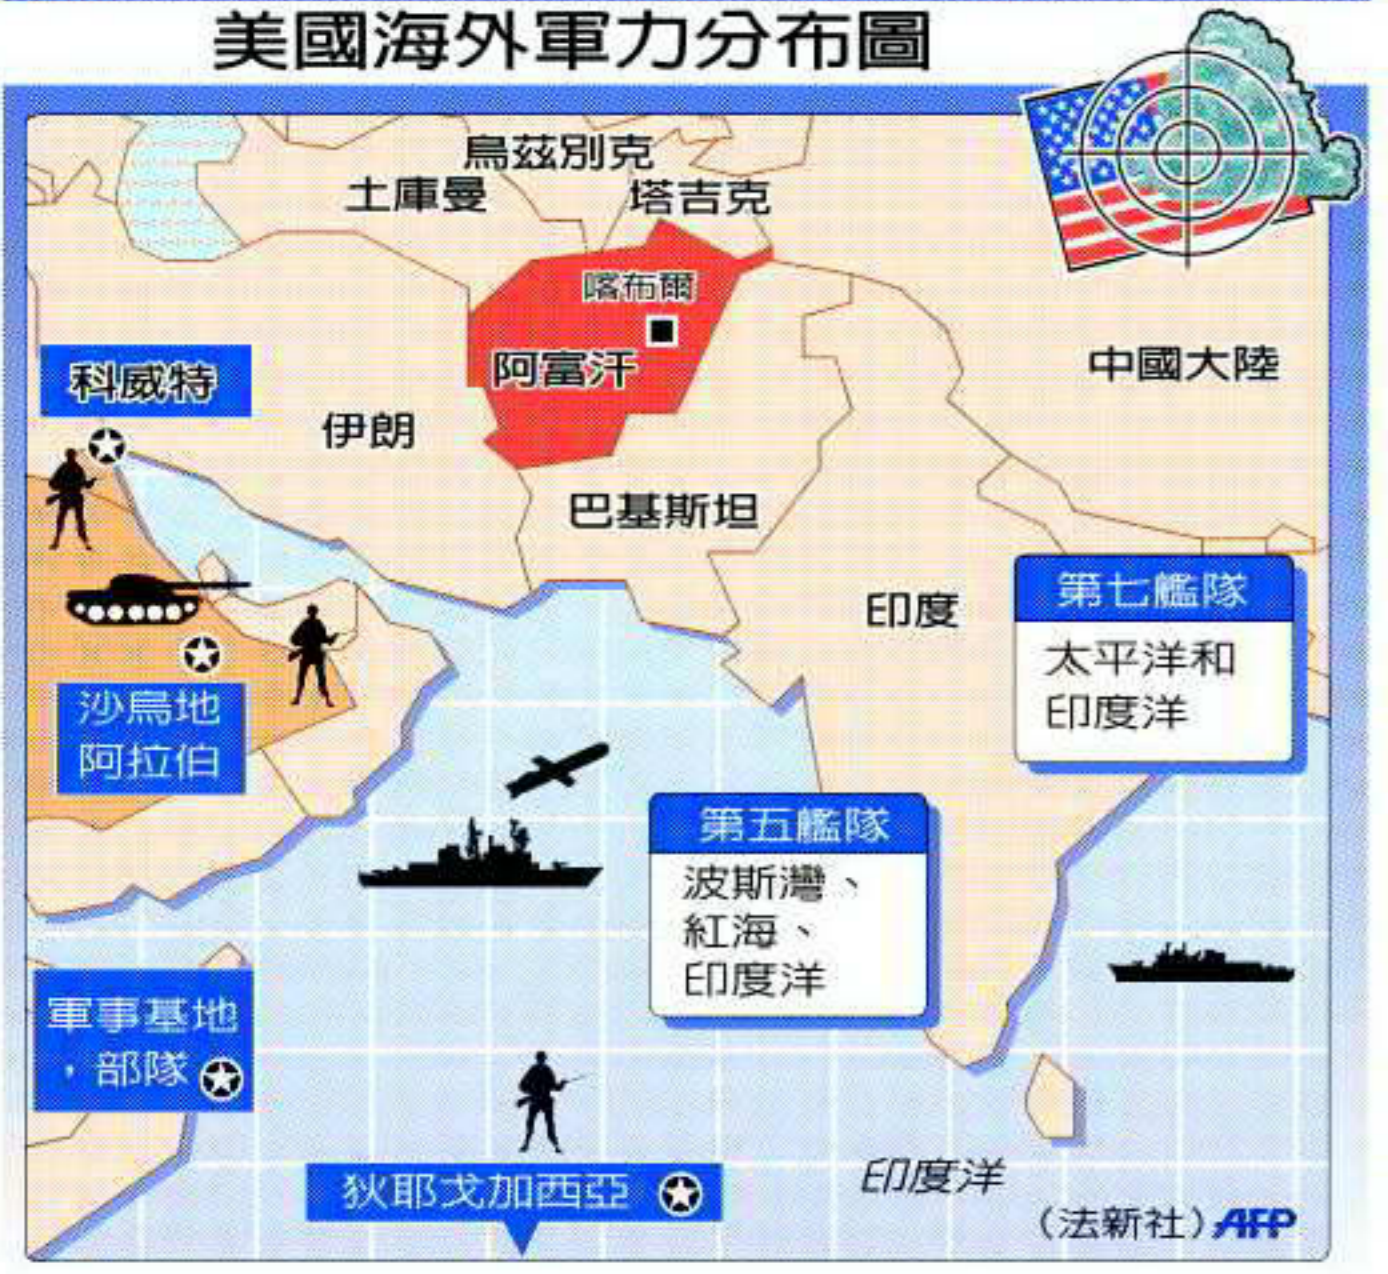 美國海外軍力分布圖
烏茲別克
土庫曼
塔吉克
喀布爾
阿富汗
中國大陸
科威特
伊朗
巴基斯坦
印度
第七艦隊
太平洋和
印度洋
沙烏地
阿拉伯
第五艦隊
波斯灣、
紅海、
印度洋
軍事基地
，部隊
狄耶戈加西亞
印度洋
（法新社）AFP